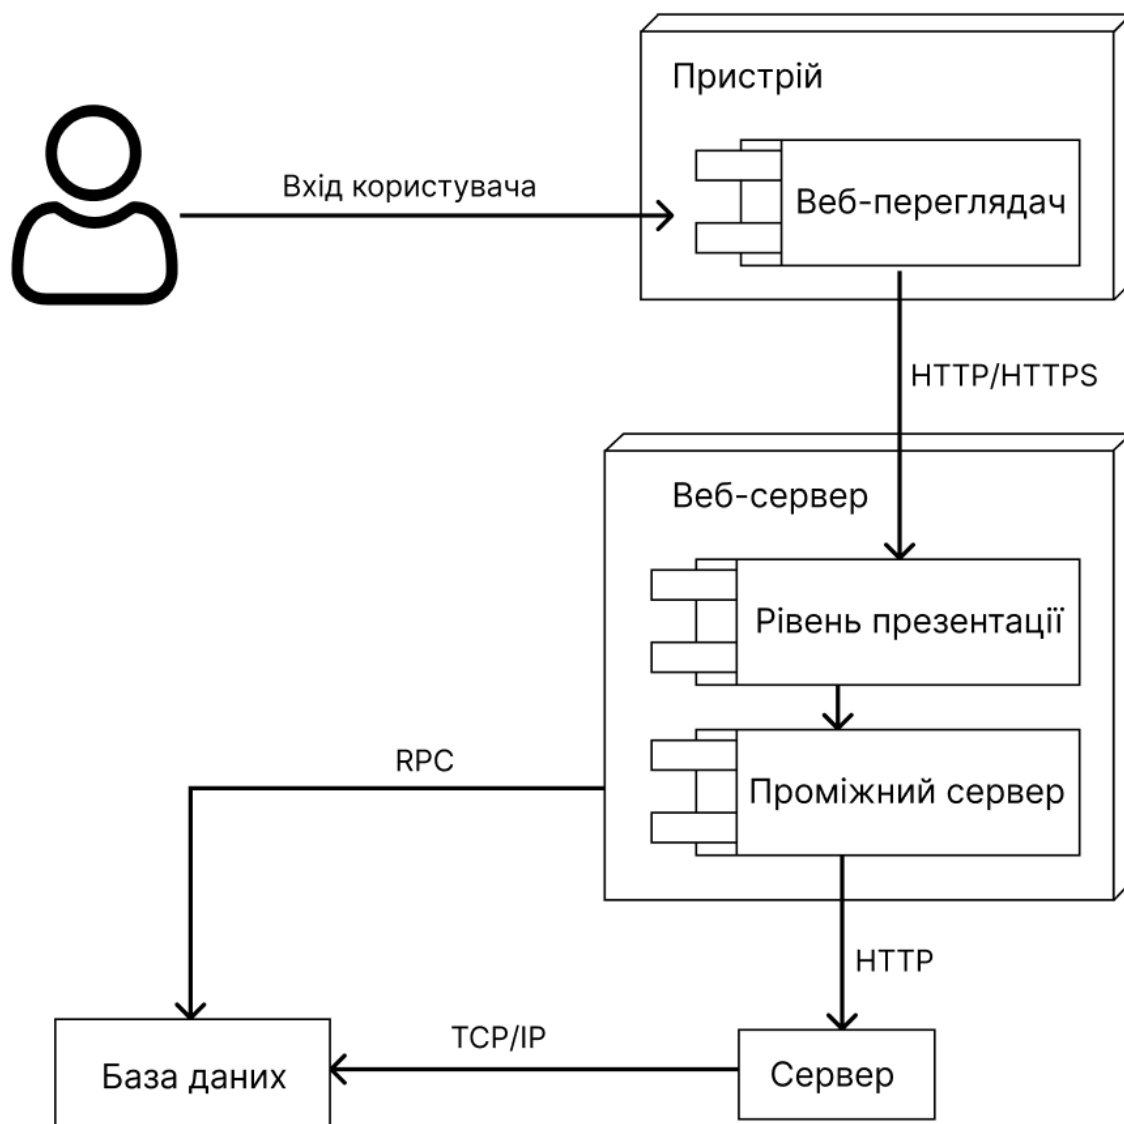 Пристрій
Вхід користувача
Веб-переглядач
HTTP/HTTPS
Веб-сервер
Рівень презентації
RPC
Проміжний сервер
HTTP
TCP/IP
База даних
Сервер